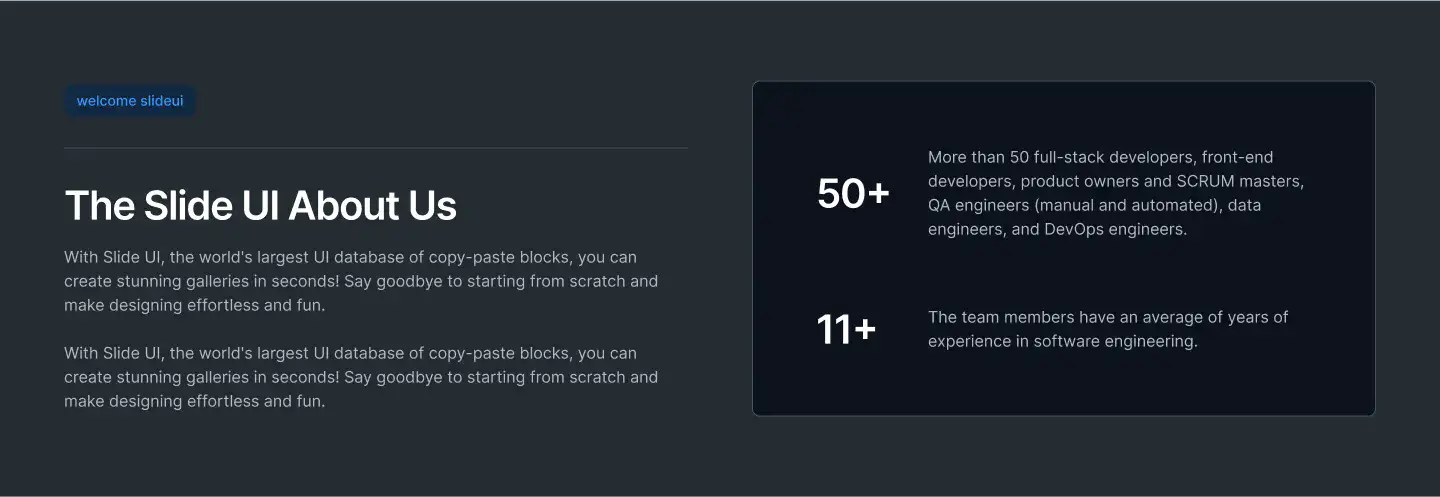 welcome slideui
The Slide UI About Us
With Slide UI, the world's largest UI database of copy-paste blocks, you can
create stunning galleries in seconds! Say goodbye to starting from scratch and
make designing effortless and fun.
With Slide UI, the world's largest UI database of copy-paste blocks, you can
create stunning galleries in seconds! Say goodbye to starting from scratch and
make designing effortless and fun.
50+
More than 50 full-stack developers, front-end
developers, product owners and SCRUM masters,
QA engineers (manual and automated), data
engineers, and DevOps engineers.
11+
The team members have an average of years of
experience in software engineering.